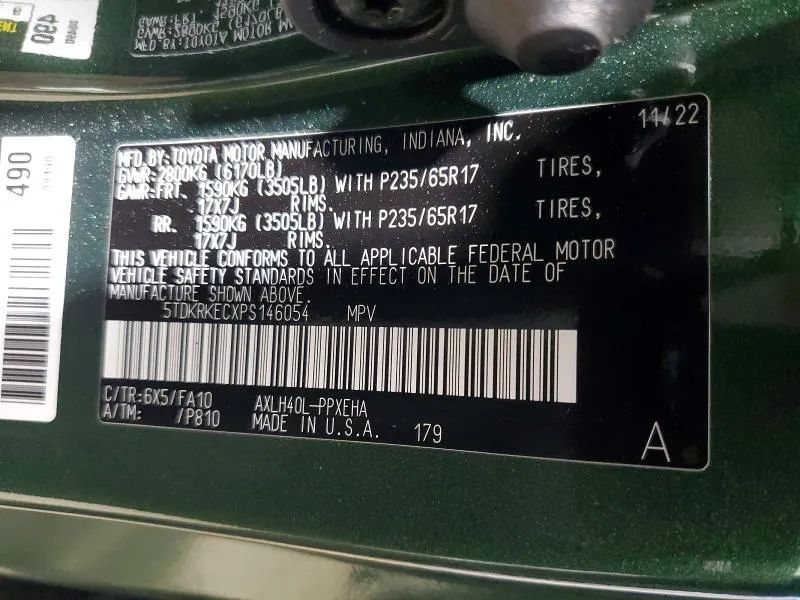 490
11/22
MFD.BY:TOYOTA MOTOR MANUFACTURING, INDIANA, INC.
GVWR:2800KG (6170LB)
GAWR:FRT. 1590KG (3505LB) WITH P235/65R17 TIRES,
17X7J RIMS.
RR. 1590KG (3505LB) WITH P235/65R17 TIRES,
17X7J RIMS.
THIS VEHICLE CONFORMS TO ALL APPLICABLE FEDERAL MOTOR
VEHICLE SAFETY STANDARDS IN EFFECT ON THE DATE OF
MANUFACTURE SHOWN ABOVE.
5TDKRKECXPS146054 MPV
C/TR:6X5/FA10 AXLH40L-PPXEHA
A/TM: /P810 MADE IN U.S.A. 179
A